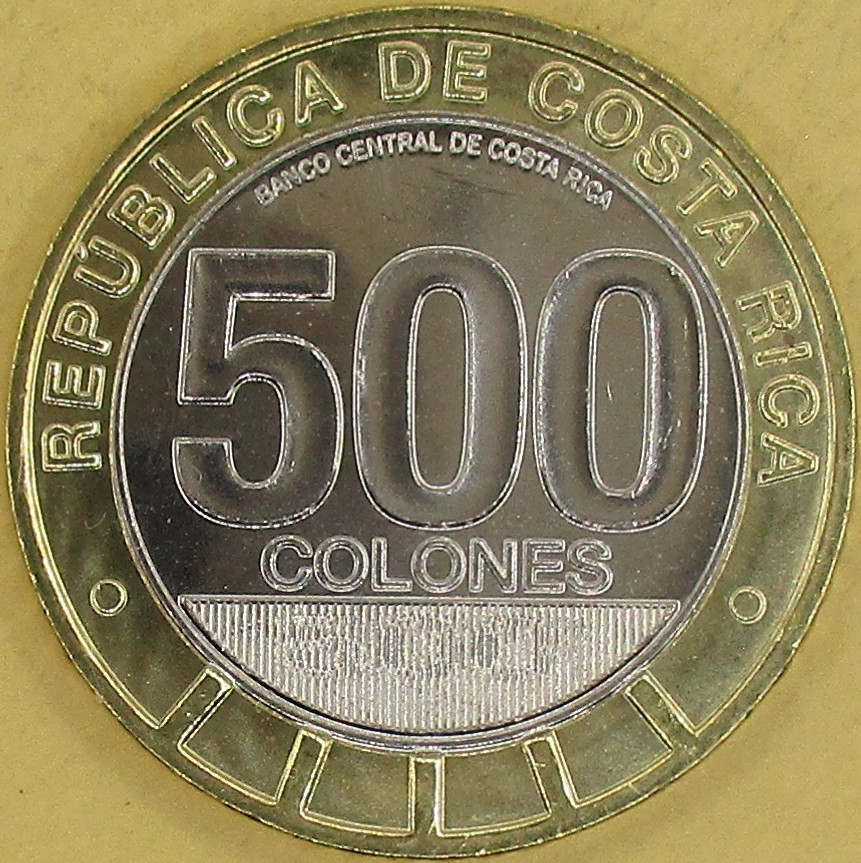 REPÚBLICA DE COSTA RICA
BANCO CENTRAL DE COSTA RICA
500
COLONES